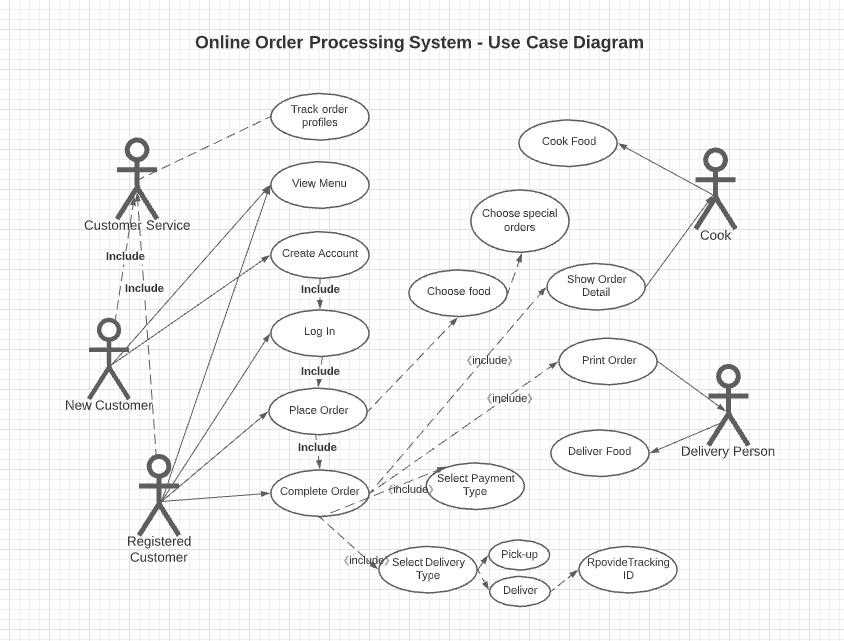 Online Order Processing System - Use Case Diagram
Track order
profiles
Cook Food
View Menu
Customer Service
Choose special
orders
Cook
Include
Create Account
Include
Include
Choose food
Show Order
Detail
Log In
《include》
Print Order
Include
《include》
New Customer
Place Order
Include
Deliver Food
Delivery Person
Complete Order
《include》
Select Payment
Type
Registered
Customer
《include》
Select Delivery
Type
Pick-up
Deliver
RpovideTracking
ID